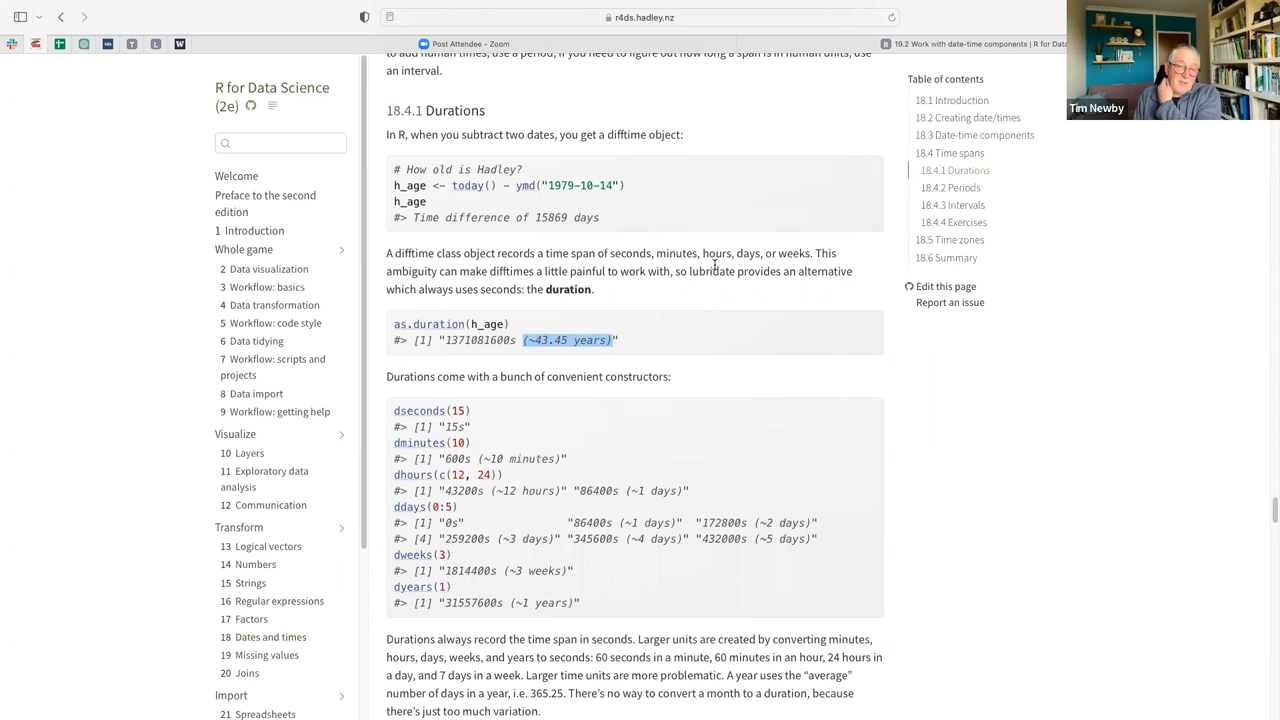 r4ds.hadley.nz
Post Attendee - Zoom
19.2 Work with date-time components | R for Data
Tim Newby
R for Data Science
(2e)
Welcome
Preface to the second
edition
1 Introduction
Whole game
2 Data visualization
3 Workflow: basics
4 Data transformation
5 Workflow: code style
6 Data tidying
7 Workflow: scripts and
projects
8 Data import
9 Workflow: getting help
Visualize
10 Layers
11 Exploratory data
analysis
12 Communication
Transform
13 Logical vectors
14 Numbers
15 Strings
16 Regular expressions
17 Factors
18 Dates and times
19 Missing values
20 Joins
Import
21 Spreadsheets
to add human times, use a period; if you need to figure out how long a span is in human units, use
an interval.
18.4.1 Durations
In R, when you subtract two dates, you get a difftime object:
# How old is Hadley?
h_age <- today() - ymd("1979-10-14")
h_age
#> Time difference of 15869 days
A difftime class object records a time span of seconds, minutes, hours, days, or weeks. This
ambiguity can make difftimes a little painful to work with, so lubridate provides an alternative
which always uses seconds: the duration.
as.duration(h_age)
#> [1] "1371081600s (~43.45 years)"
Durations come with a bunch of convenient constructors:
dseconds(15)
#> [1] "15s"
dminutes(10)
#> [1] "600s (~10 minutes)"
dhours(c(12, 24))
#> [1] "43200s (~12 hours)" "86400s (~1 days)"
ddays(0:5)
#> [1] "0s" "86400s (~1 days)" "172800s (~2 days)"
#> [4] "259200s (~3 days)" "345600s (~4 days)" "432000s (~5 days)"
dweeks(3)
#> [1] "1814400s (~3 weeks)"
dyears(1)
#> [1] "31557600s (~1 years)"
Durations always record the time span in seconds. Larger units are created by converting minutes,
hours, days, weeks, and years to seconds: 60 seconds in a minute, 60 minutes in an hour, 24 hours in
a day, and 7 days in a week. Larger time units are more problematic. A year uses the “average”
number of days in a year, i.e. 365.25. There’s no way to convert a month to a duration, because
there’s just too much variation.
Table of contents
18.1 Introduction
18.2 Creating date/times
18.3 Date-time components
18.4 Time spans
18.4.1 Durations
18.4.2 Periods
18.4.3 Intervals
18.4.4 Exercises
18.5 Time zones
18.6 Summary
Edit this page
Report an issue